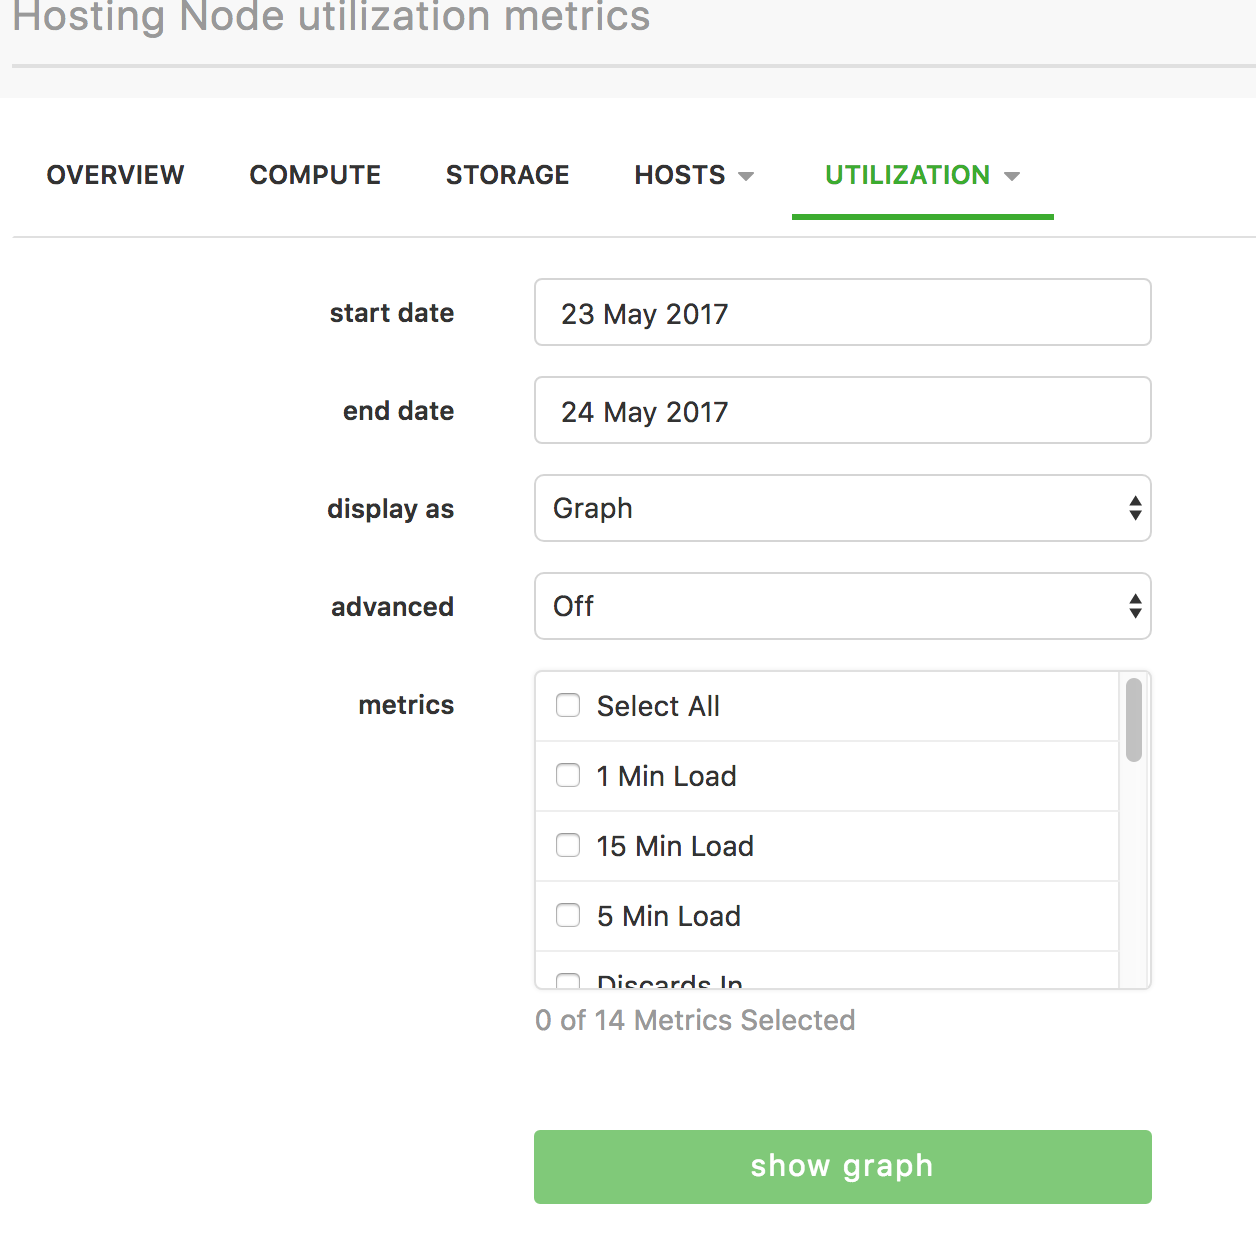 Hosting Node utilization metrics
OVERVIEW COMPUTE STORAGE HOSTS UTILIZATION
start date 23 May 2017
end date 24 May 2017
display as Graph
advanced Off
metrics Select All
1 Min Load
15 Min Load
5 Min Load
Discards In
0 of 14 Metrics Selected
show graph